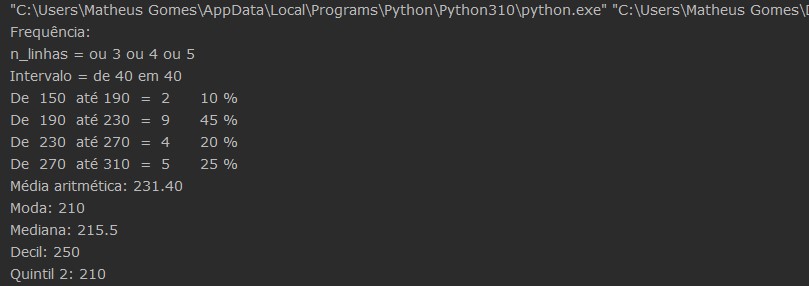 "C:\Users\Matheus Gomes\AppData\Local\Programs\Python\Python310\python.exe" "C:\Users\Matheus Gomes\
Frequência:
n_linhas = ou 3 ou 4 ou 5
Intervalo = de 40 em 40
De  150  até 190  =  2  10 %
De  190  até 230  =  9  45 %
De  230  até 270  =  4  20 %
De  270  até 310  =  5  25 %
Média aritmética: 231.40
Moda: 210
Mediana: 215.5
Decil: 250
Quintil 2: 210